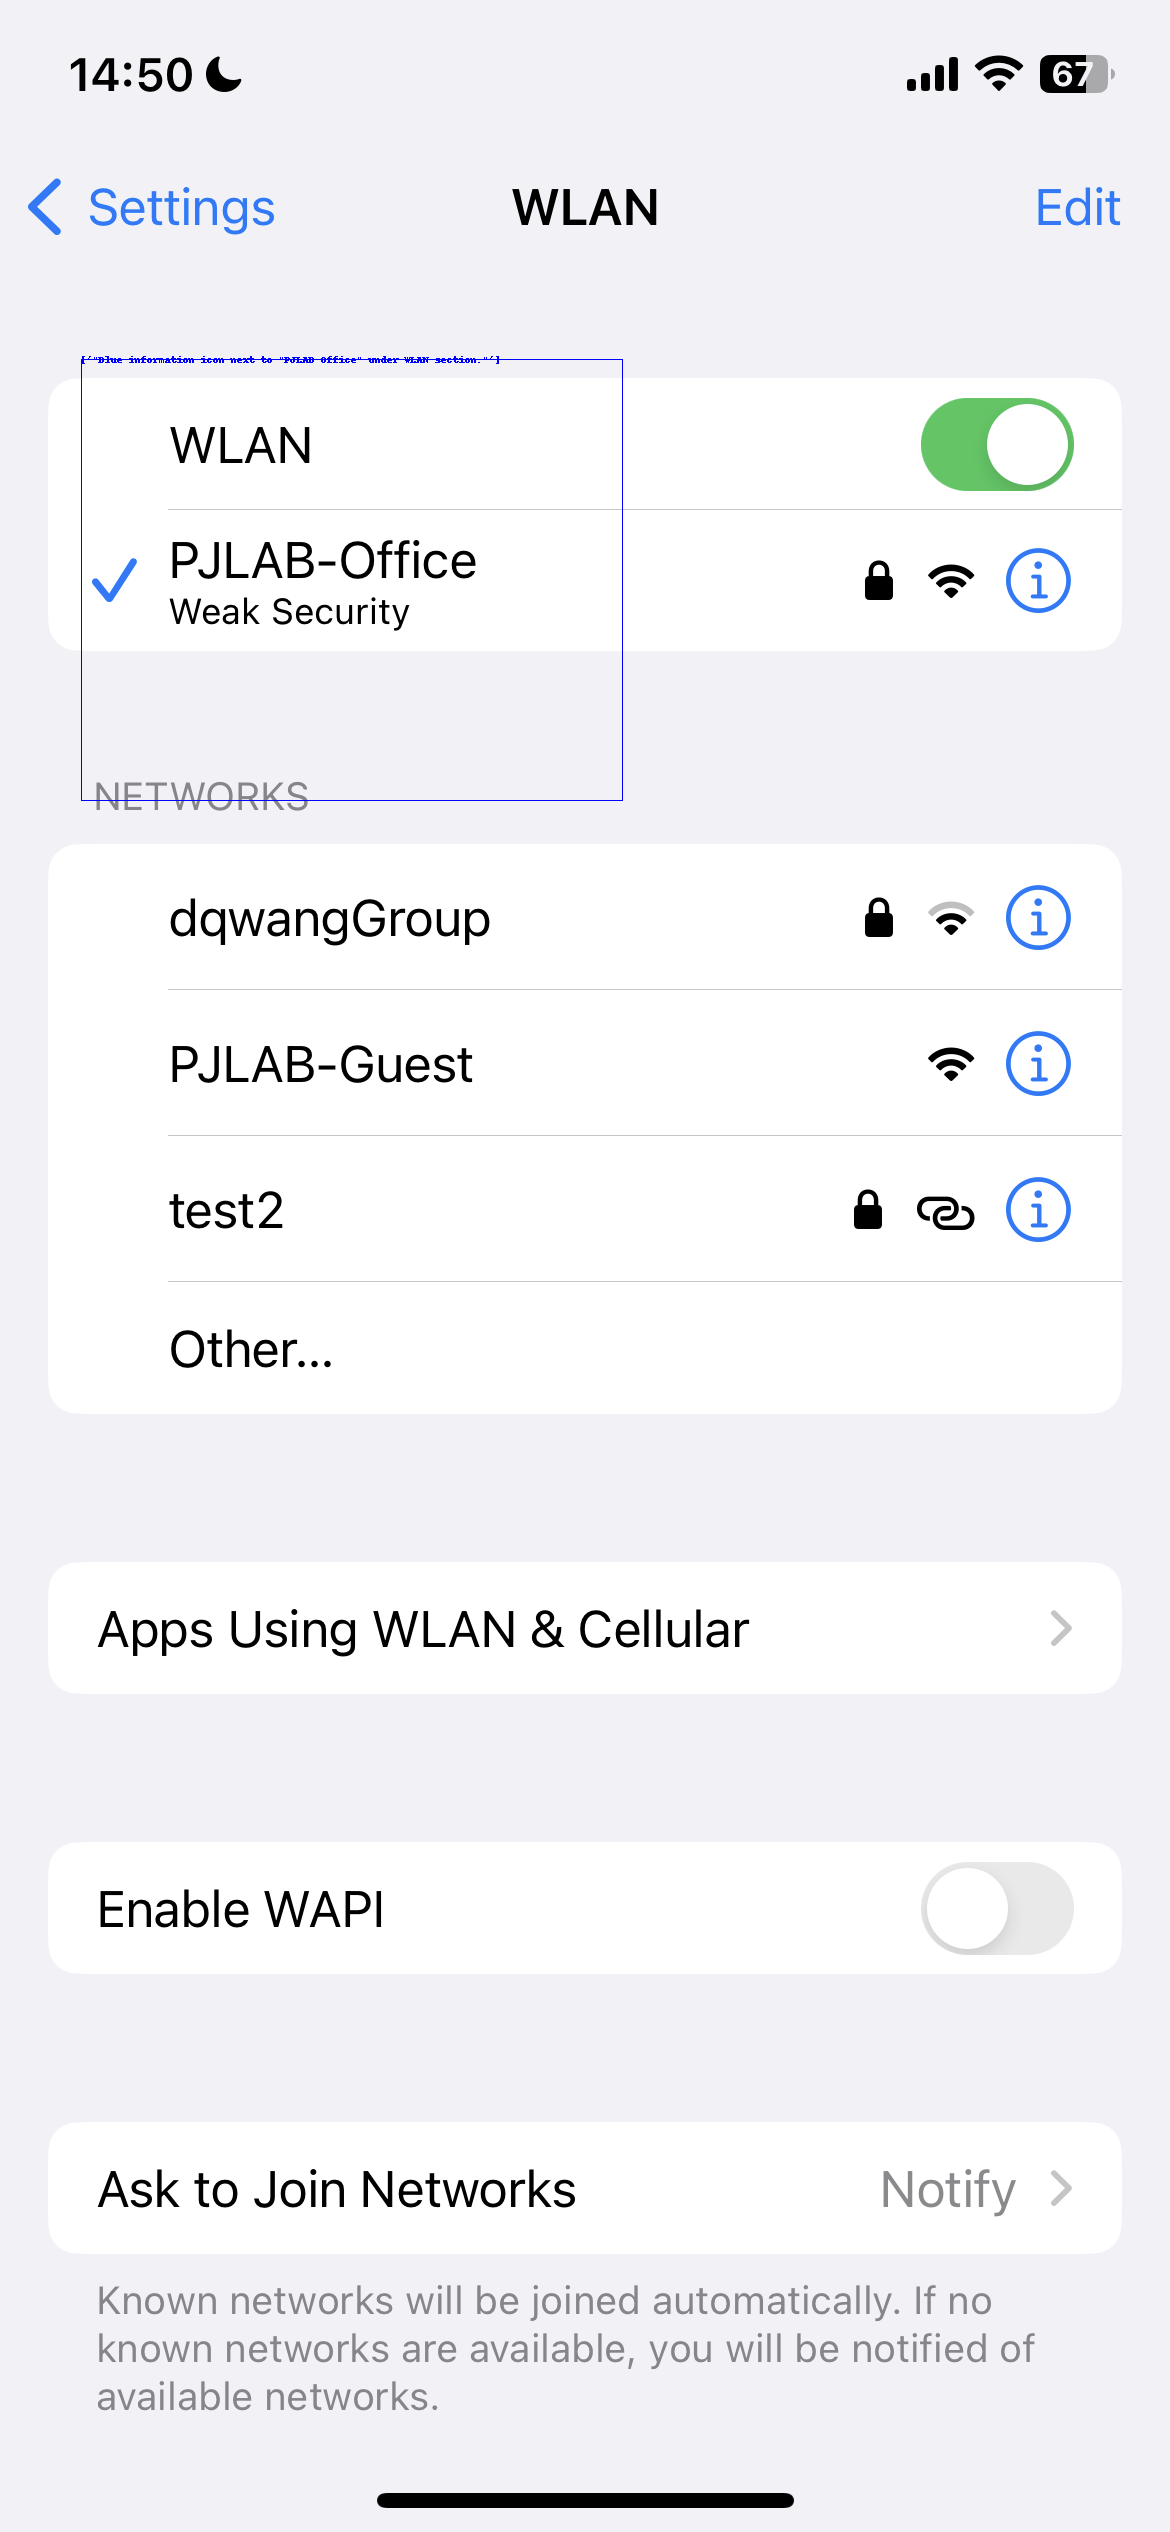 14:50
67
Settings
WLAN
Edit
['"Blue information icon next to "PJLAB-Office" under WLAN section."']
WLAN
PJLAB-Office
Weak Security
NETWORKS
dqwangGroup
PJLAB-Guest
test2
Other...
Apps Using WLAN & Cellular
Enable WAPI
Ask to Join Networks
Notify
Known networks will be joined automatically. If no
known networks are available, you will be notified of
available networks.